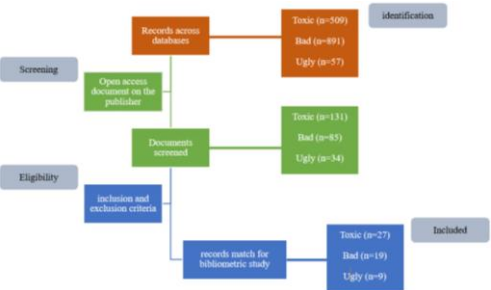 identification
Records across
databases
Toxic (n=509)
Bad (n=891)
Ugly (n=57)
Screening
Open access
document on the
publisher
Documents
screened
Toxic (n=131)
Bad (n=85)
Ugly (n=34)
Eligibility
inclusion and
exclusion criteria
Included
records match for
bibliometric study
Toxic (n=27)
Bad (n=19)
Ugly (n=9)